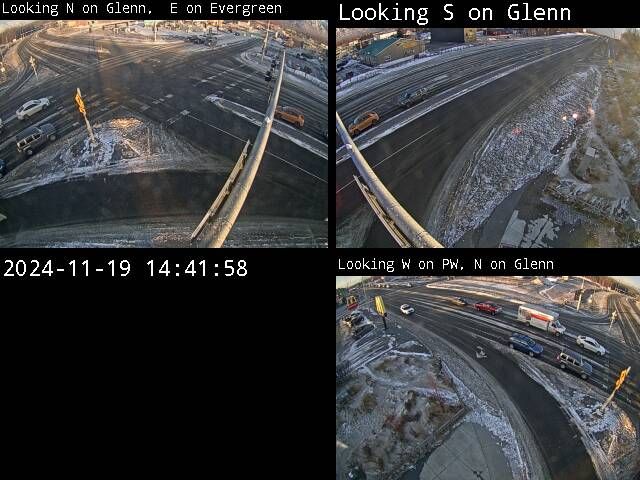 Looking N on Glenn,  E on Evergreen
Looking S on Glenn
2024-11-19 14:41:58
Looking W on PW, N on Glenn